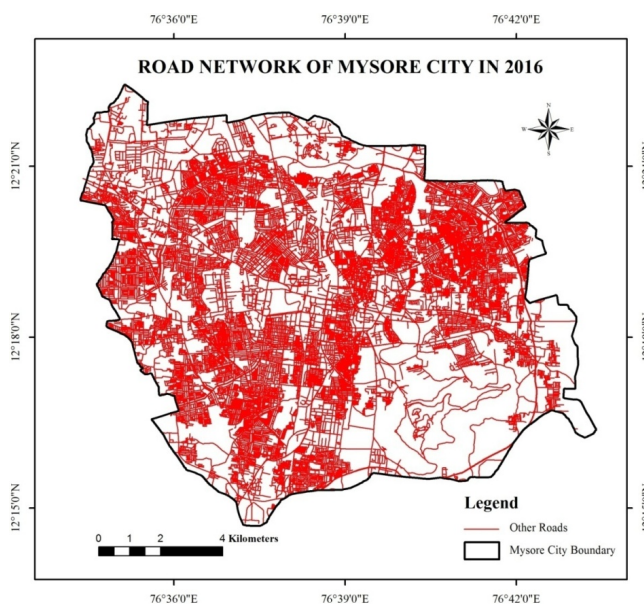 76°36'0"E 76°39'0"E 76°42'0"E
ROAD NETWORK OF MYSORE CITY IN 2016
N
W E
S
12°21'0"N
12°18'0"N
12°15'0"N
Legend
Other Roads
Mysore City Boundary
0 1 2 4 Kilometers
76°36'0"E 76°39'0"E 76°42'0"E